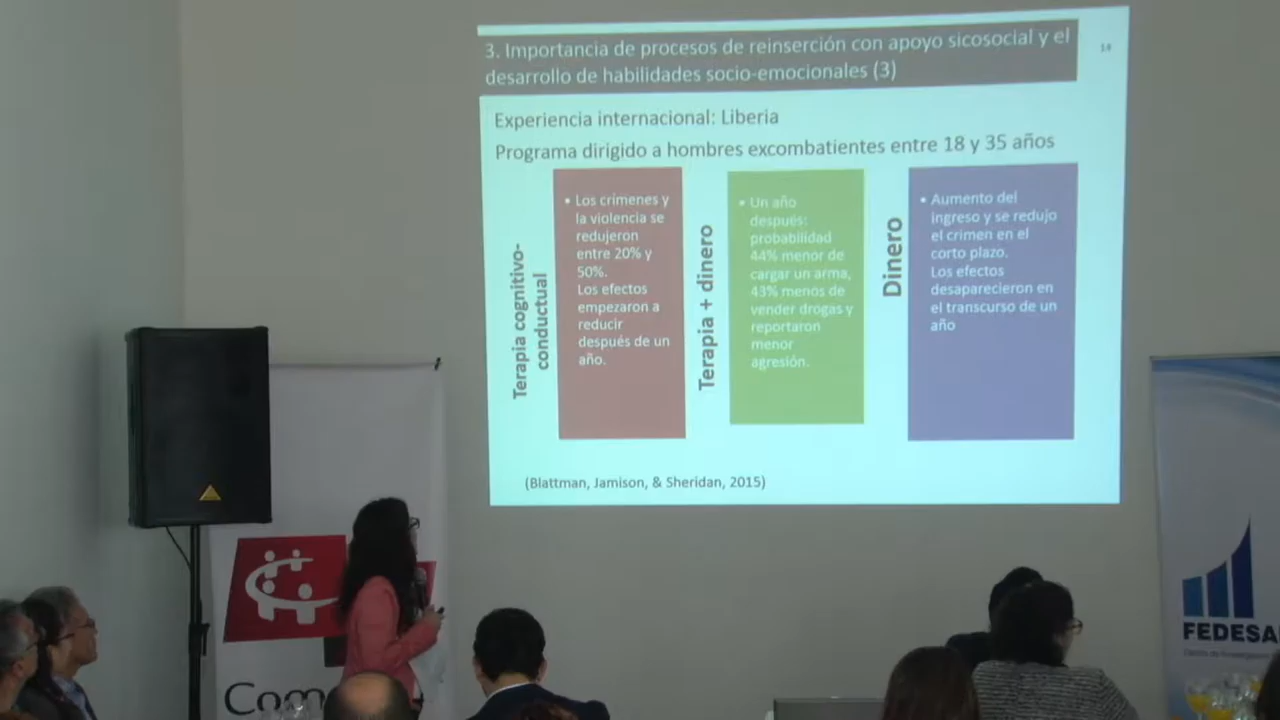 3. Importancia de procesos de reinserción con apoyo sicosocial y el
desarrollo de habilidades socio-emocionales (3)
14
Experiencia internacional: Liberia
Programa dirigido a hombres excombatientes entre 18 y 35 años
Terapia cognitivo-
conductual
• Los crimenes y
la violencia se
redujeron
entre 20% y
50%.
Los efectos
empezaron a
reducir
después de un
año.
Terapia + dinero
• Un año
después:
probabilidad
44% menor de
cargar un arma,
43% menos de
vender drogas y
reportaron
menor
agresión.
Dinero
• Aumento del
ingreso y se redujo
el crimen en el
corto plazo.
Los efectos
desaparecieron en
el transcurso de un
año
(Blattman, Jamison, & Sheridan, 2015)
Com
FEDESA